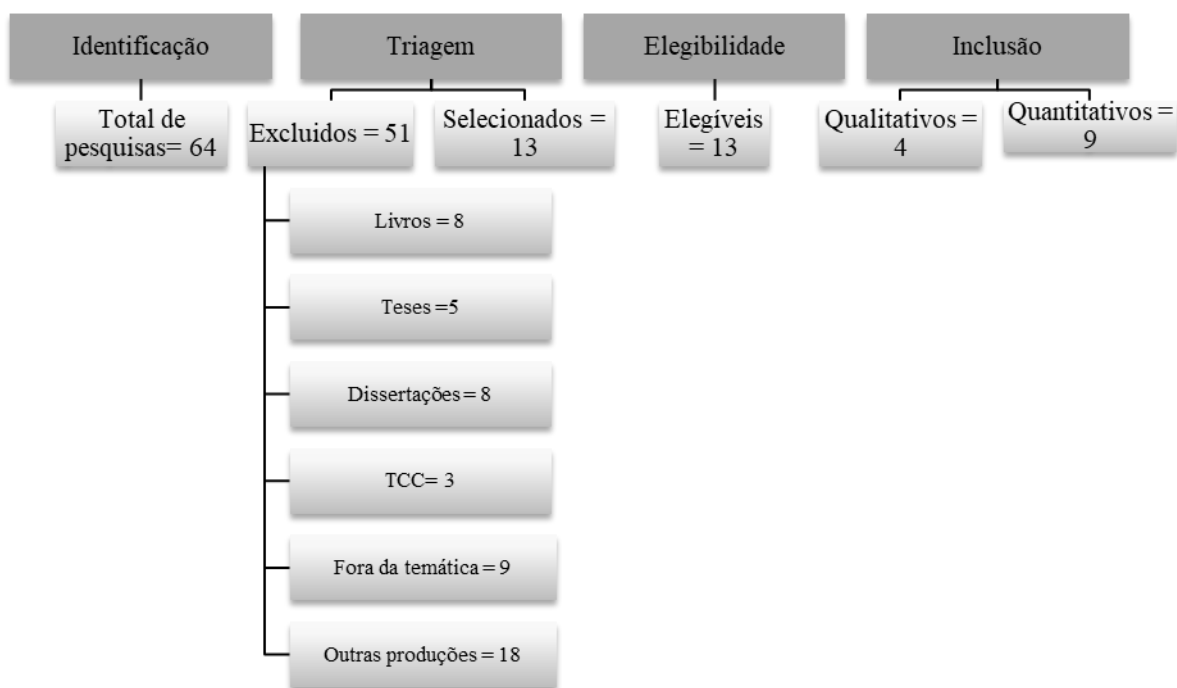 Identificação
Triagem
Elegibilidade
Inclusão
Total de
pesquisas= 64
Excluidos = 51
Selecionados =
13
Elegíveis
= 13
Qualitativos =
4
Quantitativos =
9
Livros = 8
Teses =5
Dissertações = 8
TCC= 3
Fora da temática = 9
Outras produções = 18